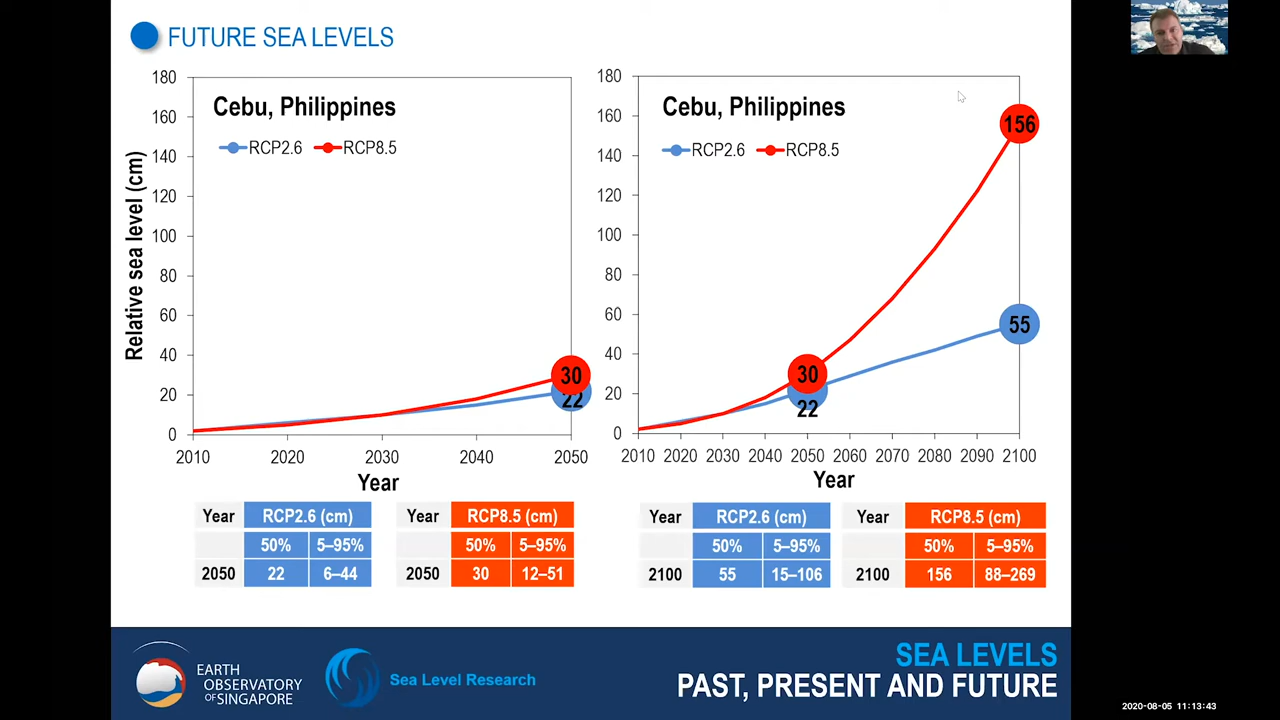 FUTURE SEA LEVELS
Cebu, Philippines
RCP2.6 RCP8.5
Relative sea level (cm)
180
160
140
120
100
80
60
40
20
0
30
22
2010 2020 2030 2040 2050
Year
Cebu, Philippines
RCP2.6 RCP8.5
180
160
140
120
100
80
60
40
20
0
156
55
30
22
2010 2020 2030 2040 2050 2060 2070 2080 2090 2100
Year
Year RCP2.6 (cm)
50% 5–95%
2050 22 6–44
Year RCP8.5 (cm)
50% 5–95%
2050 30 12–51
Year RCP2.6 (cm)
50% 5–95%
2100 55 15–106
Year RCP8.5 (cm)
50% 5–95%
2100 156 88–269
EARTH
OBSERVATORY
OF SINGAPORE
Sea Level Research
SEA LEVELS
PAST, PRESENT AND FUTURE
2020-08-05 11:13:43